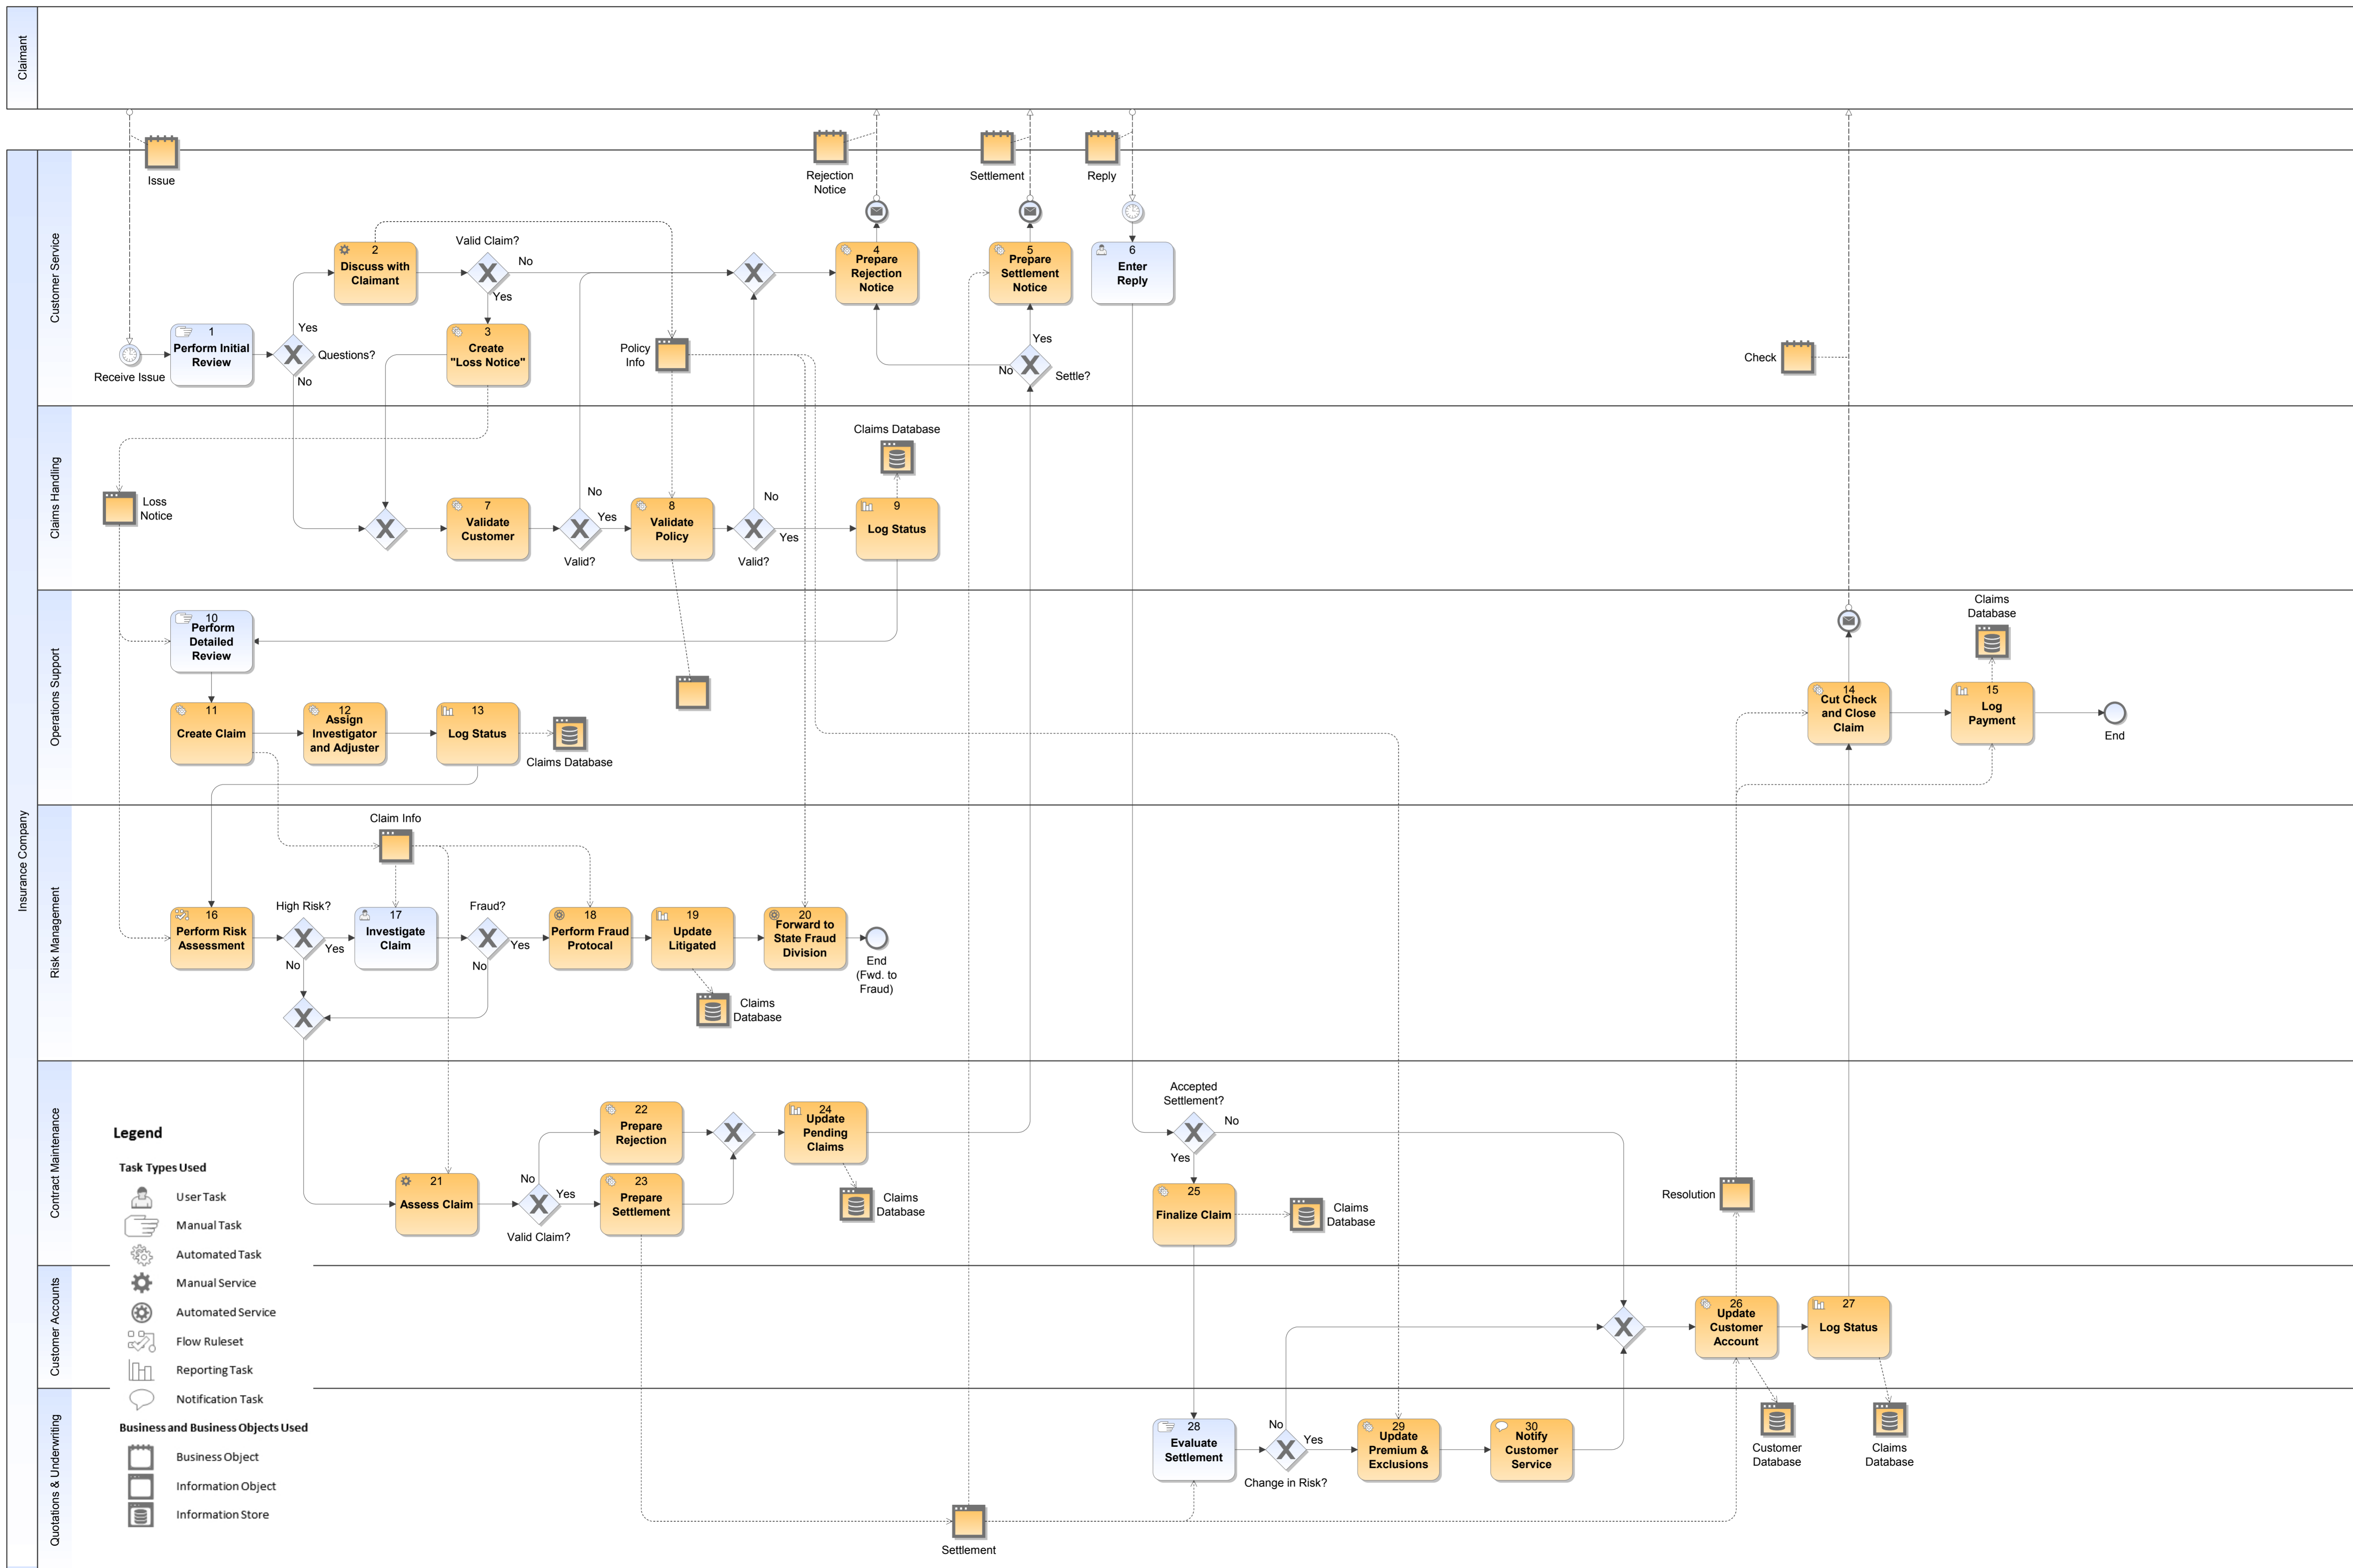 Claimant
Issue
Rejection
Notice
Settlement
Reply
Insurance Company
Customer Service
Receive Issue
1
Perform Initial
Review
Questions?
Yes
No
2
Discuss with
Claimant
Valid Claim?
No
Yes
3
Create
"Loss Notice"
Policy
Info
4
Prepare
Rejection
Notice
5
Prepare
Settlement
Notice
Yes
No
Settle?
6
Enter
Reply
Check
Claims Handling
Loss
Notice
7
Validate
Customer
No
Yes
Valid?
8
Validate
Policy
No
Yes
Valid?
Claims Database
9
Log Status
Operations Support
10
Perform
Detailed
Review
11
Create Claim
12
Assign
Investigator
and Adjuster
13
Log Status
Claims Database
14
Cut Check
and Close
Claim
Claims
Database
15
Log
Payment
End
Risk Management
Claim Info
16
Perform Risk
Assessment
High Risk?
Yes
No
17
Investigate
Claim
Fraud?
Yes
No
18
Perform Fraud
Protocal
19
Update
Litigated
Claims
Database
20
Forward to
State Fraud
Division
End
(Fwd. to
Fraud)
Contract Maintenance
21
Assess Claim
No
Yes
Valid Claim?
22
Prepare
Rejection
23
Prepare
Settlement
24
Update
Pending
Claims
Claims
Database
Accepted
Settlement?
No
Yes
25
Finalize Claim
Claims
Database
Resolution
Customer Accounts
26
Update
Customer
Account
27
Log Status
Quotations & Underwriting
28
Evaluate
Settlement
No
Yes
Change in Risk?
29
Update
Premium &
Exclusions
30
Notify
Customer
Service
Customer
Database
Claims
Database
Settlement
Legend
Task Types Used
User Task
Manual Task
Automated Task
Manual Service
Automated Service
Flow Ruleset
Reporting Task
Notification Task
Business and Business Objects Used
Business Object
Information Object
Information Store